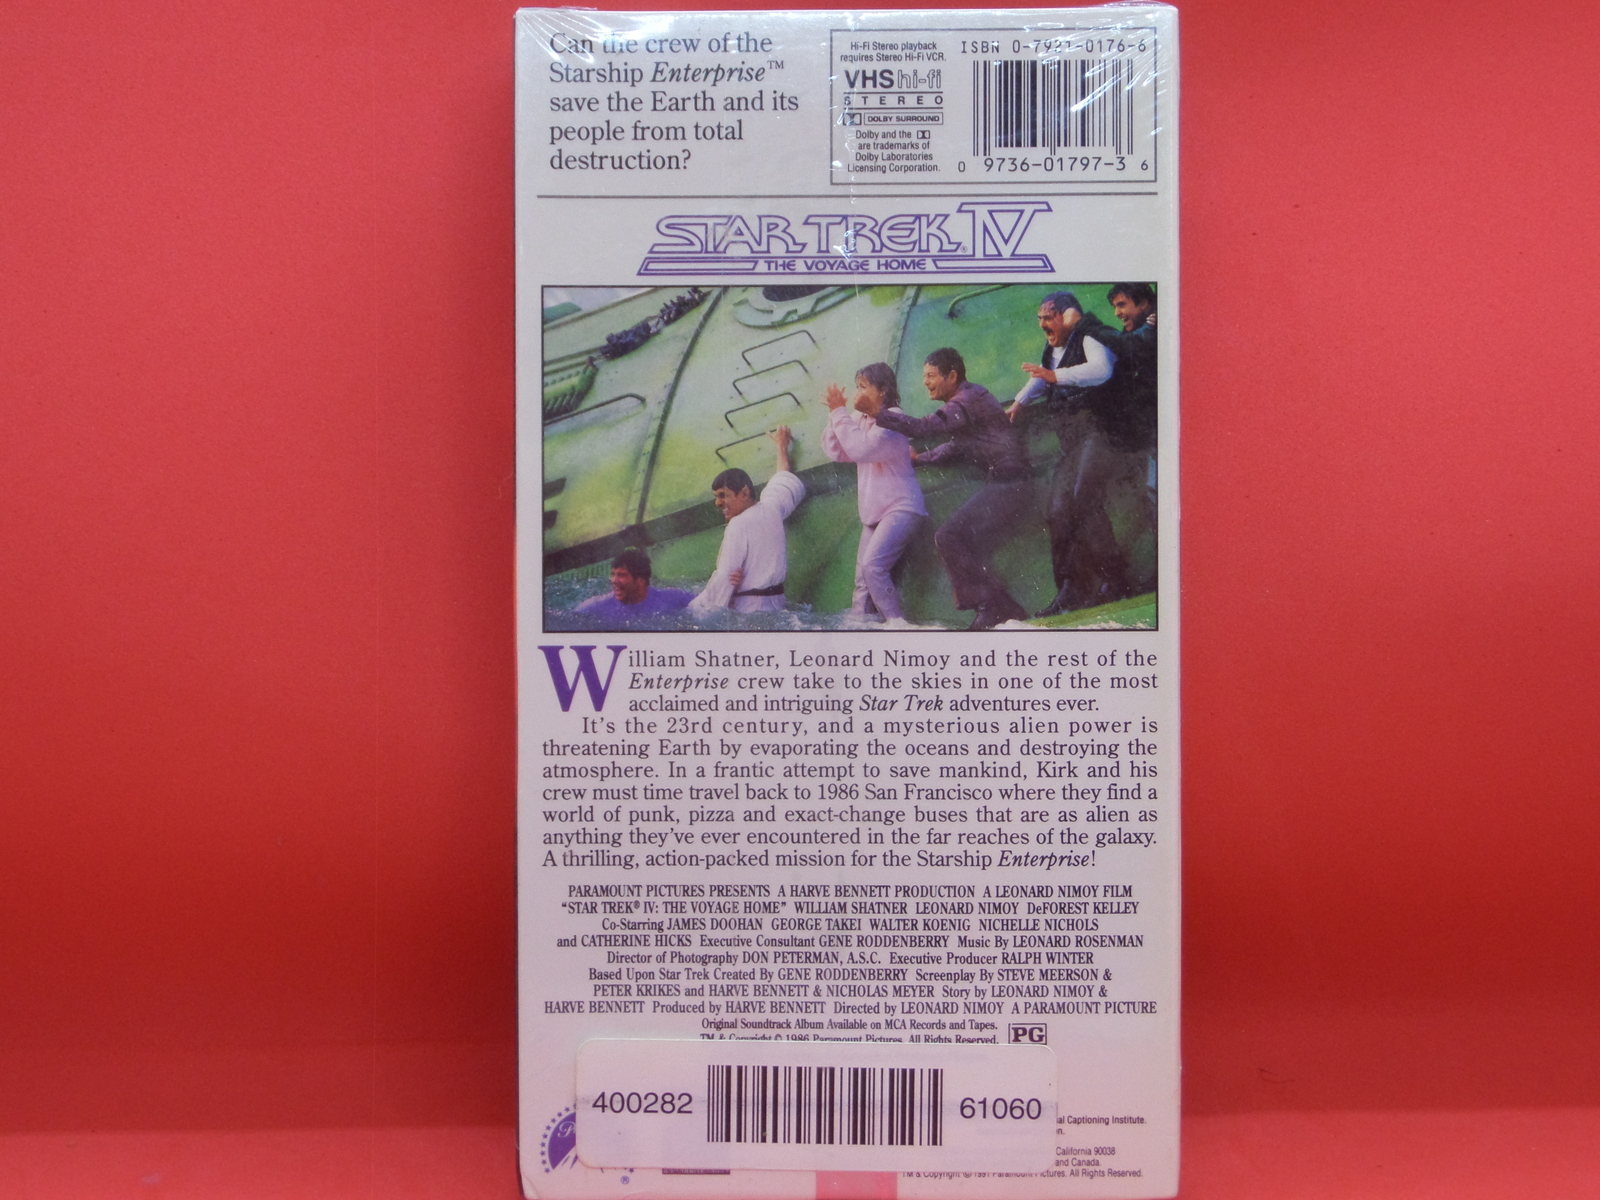 Can the crew of the
Starship Enterprise™
save the Earth and its
people from total
destruction?
Hi-Fi Stereo playback
requires Stereo Hi-Fi VCR.
VHS hi-fi
STEREO
DOLBY SURROUND
Dolby and the
are trademarks of
Dolby Laboratories
Licensing Corporation.
ISBN 0-7921-0176-6
0 9736-01797-3 6
STAR TREK® IV
THE VOYAGE HOME
William Shatner, Leonard Nimoy and the rest of the
Enterprise crew take to the skies in one of the most
acclaimed and intriguing Star Trek adventures ever.
It's the 23rd century, and a mysterious alien power is
threatening Earth by evaporating the oceans and destroying the
atmosphere. In a frantic attempt to save mankind, Kirk and his
crew must time travel back to 1986 San Francisco where they find a
world of punk, pizza and exact-change buses that are as alien as
anything they've ever encountered in the far reaches of the galaxy.
A thrilling, action-packed mission for the Starship Enterprise!
PARAMOUNT PICTURES PRESENTS A HARVE BENNETT PRODUCTION A LEONARD NIMOY FILM
"STAR TREK® IV: THE VOYAGE HOME" WILLIAM SHATNER LEONARD NIMOY DeFOREST KELLEY
Co-Starring JAMES DOOHAN GEORGE TAKEI WALTER KOENIG NICHELLE NICHOLS
and CATHERINE HICKS Executive Consultant GENE RODDENBERRY Music By LEONARD ROSENMAN
Director of Photography DON PETERMAN, A.S.C. Executive Producer RALPH WINTER
Based Upon Star Trek Created By GENE RODDENBERRY Screenplay By STEVE MEERSON &
PETER KRIKES and HARVE BENNETT & NICHOLAS MEYER Story by LEONARD NIMOY &
HARVE BENNETT Produced by HARVE BENNETT Directed by LEONARD NIMOY A PARAMOUNT PICTURE
Original Soundtrack Album Available on MCA Records and Tapes.
TM & Copyright © 1986 Paramount Pictures. All Rights Reserved.
PG
400282
61060
Captioning Institute.
California 90038
and Canada.
TM & Copyright © 1991 Paramount Pictures. All Rights Reserved.
®